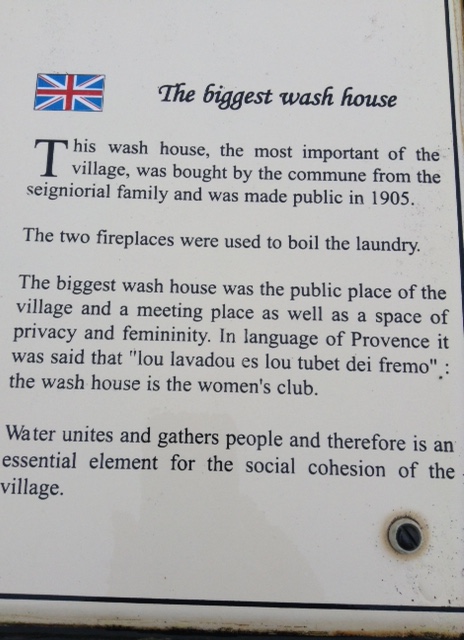 The biggest wash house
This wash house, the most important of the
village, was bought by the commune from the
seigniorial family and was made public in 1905.
The two fireplaces were used to boil the laundry.
The biggest wash house was the public place of the
village and a meeting place as well as a space of
privacy and femininity. In language of Provence it
was said that "lou lavadou es lou tubet dei fremo" :
the wash house is the women's club.
Water unites and gathers people and therefore is an
essential element for the social cohesion of the
village.